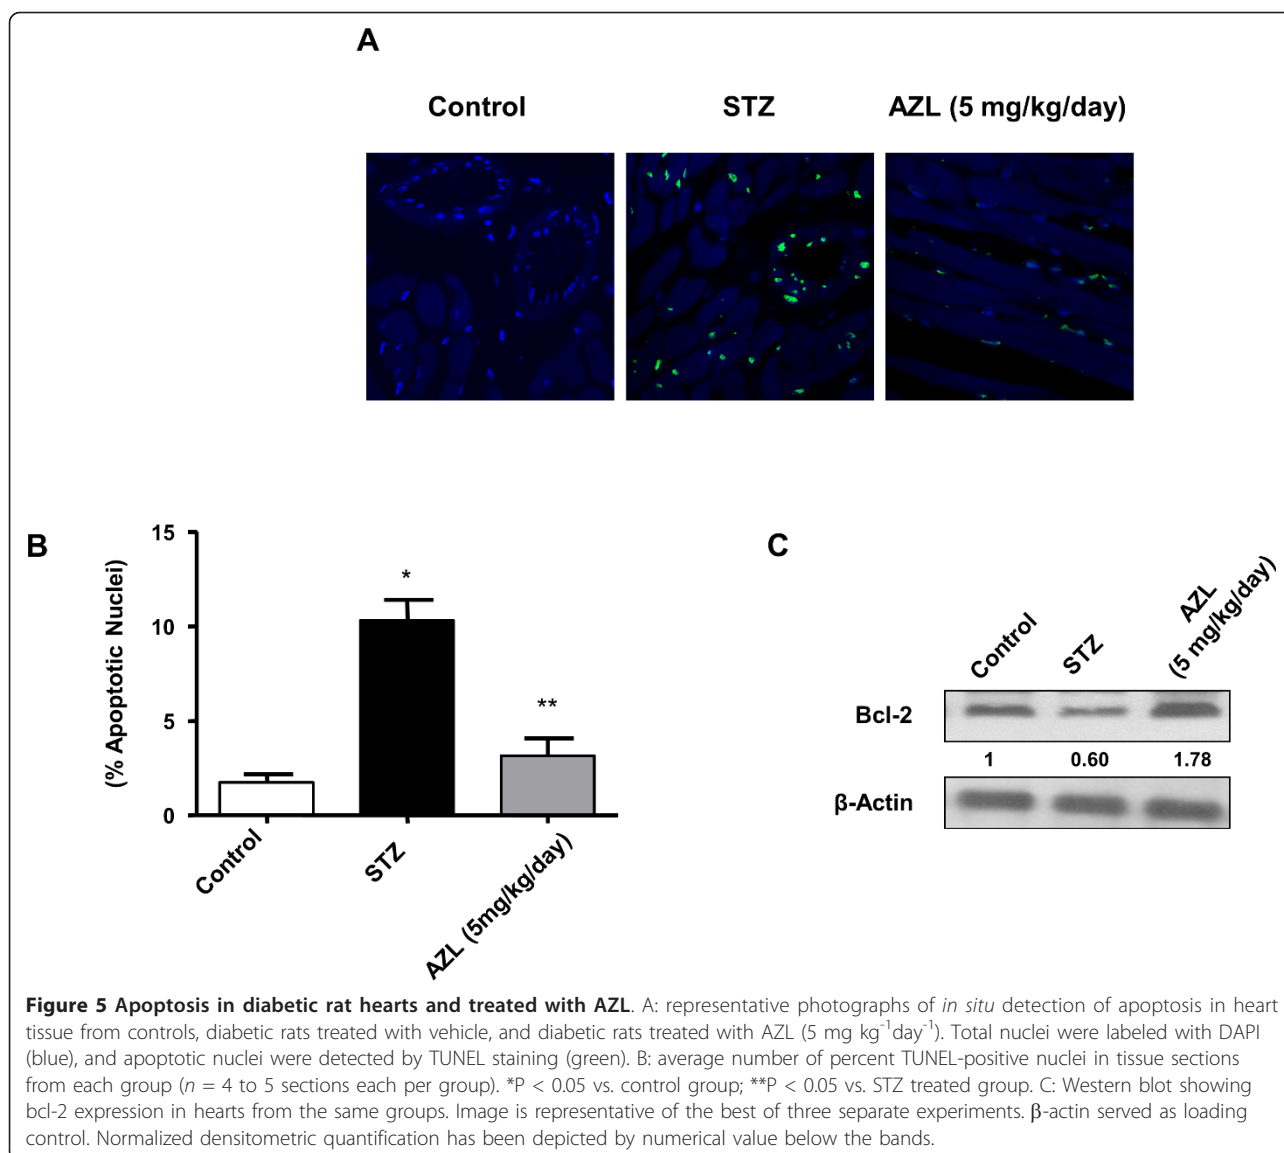 A
Control STZ AZL (5 mg/kg/day)
B
(% Apoptotic Nuclei)
15
10
5
0
*
**
Control
STZ
AZL (5mg/kg/day)
C
Control
STZ
AZL
(5 mg/kg/day)
Bcl-2
1 0.60 1.78
β-Actin
Figure 5 Apoptosis in diabetic rat hearts and treated with AZL. A: representative photographs of in situ detection of apoptosis in heart
tissue from controls, diabetic rats treated with vehicle, and diabetic rats treated with AZL (5 mg kg⁻¹day⁻¹). Total nuclei were labeled with DAPI
(blue), and apoptotic nuclei were detected by TUNEL staining (green). B: average number of percent TUNEL-positive nuclei in tissue sections
from each group (n = 4 to 5 sections each per group). *P < 0.05 vs. control group; **P < 0.05 vs. STZ treated group. C: Western blot showing
bcl-2 expression in hearts from the same groups. Image is representative of the best of three separate experiments. β-actin served as loading
control. Normalized densitometric quantification has been depicted by numerical value below the bands.